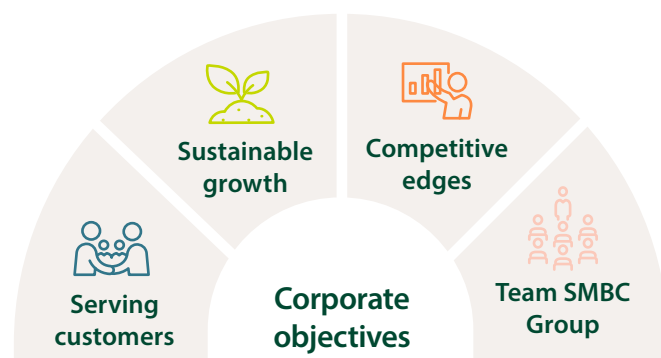 Sustainable
growth
Competitive
edges
Serving
customers
Corporate
objectives
Team SMBC
Group